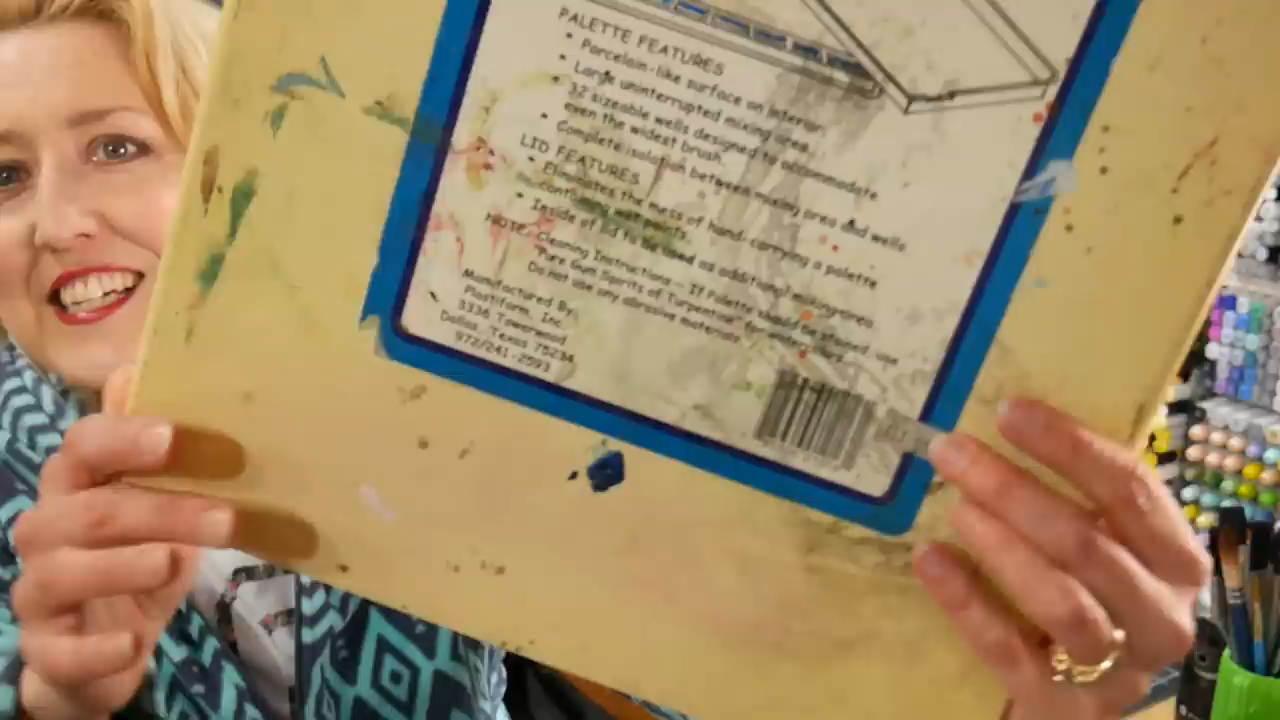 PALETTE FEATURES
• Porcelain-like surface on interior.
• Large uninterrupted mixing area.
• 32 sizeable wells designed to accommodate
even the widest brush.
• Complete isolation between mixing area and wells
LID FEATURES
• Eliminates the mess of hand-carrying a palette
• Inside of lid to be used as additional mixing area.
NOTE: Cleaning Instructions - If Palette should be stained, use
"Pure Gum Spirits of Turpentine"
Do not use any abrasive materials.
Manufactured By:
Plastiform, Inc.
3336 Towerwood
Dallas, Texas 75234
972/241-2593